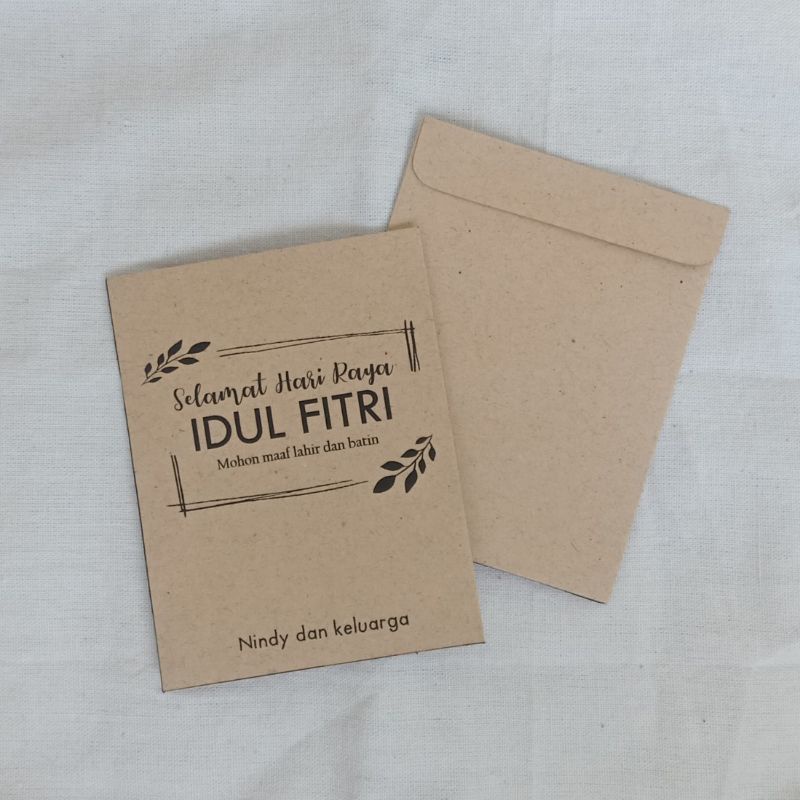 Selamat Hari Raya
IDUL FITRI
Mohon maaf lahir dan batin
Nindy dan keluarga